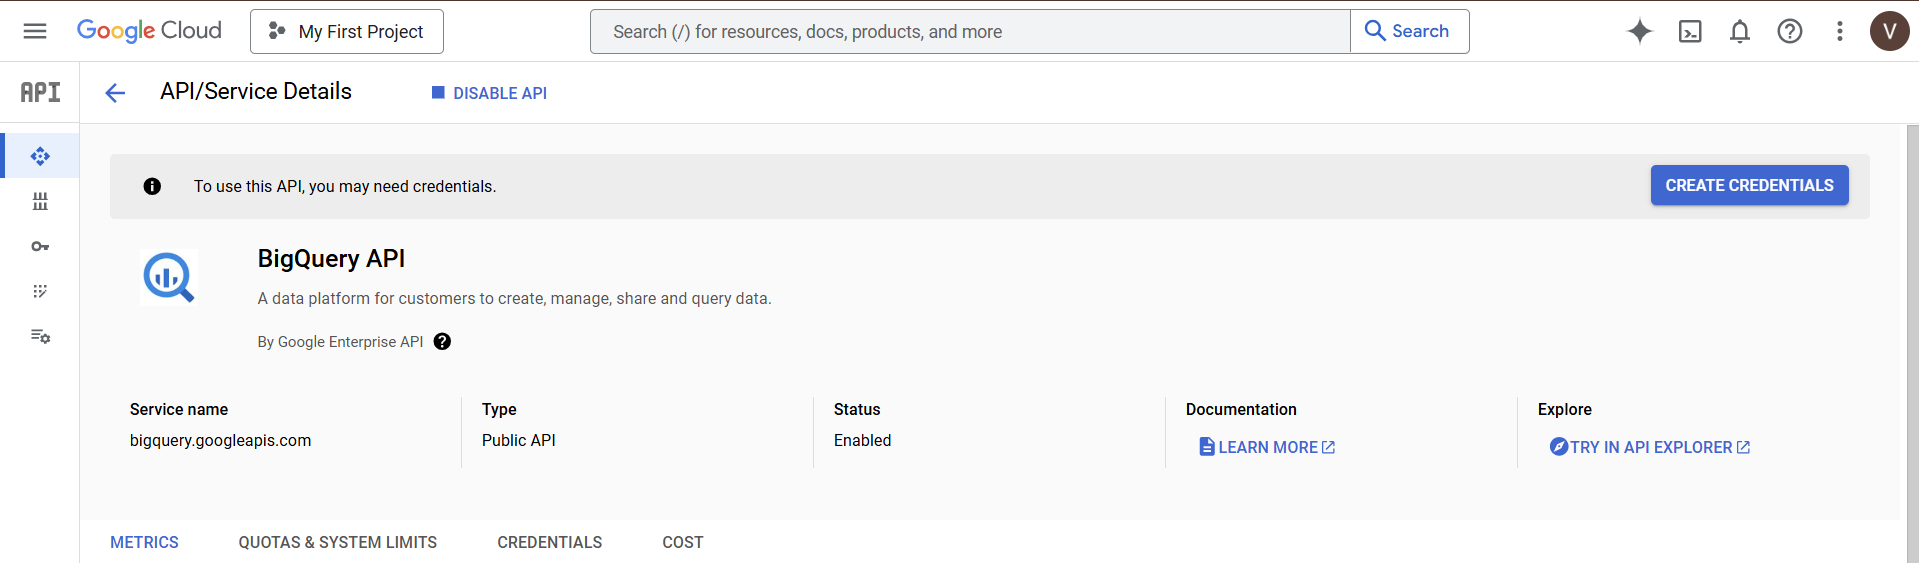 Google Cloud
My First Project
Search (/) for resources, docs, products, and more
Search
V
API
API/Service Details
DISABLE API
To use this API, you may need credentials.
CREATE CREDENTIALS
BigQuery API
A data platform for customers to create, manage, share and query data.
By Google Enterprise API
Service name
bigquery.googleapis.com
Type
Public API
Status
Enabled
Documentation
LEARN MORE
Explore
TRY IN API EXPLORER
METRICS
QUOTAS & SYSTEM LIMITS
CREDENTIALS
COST